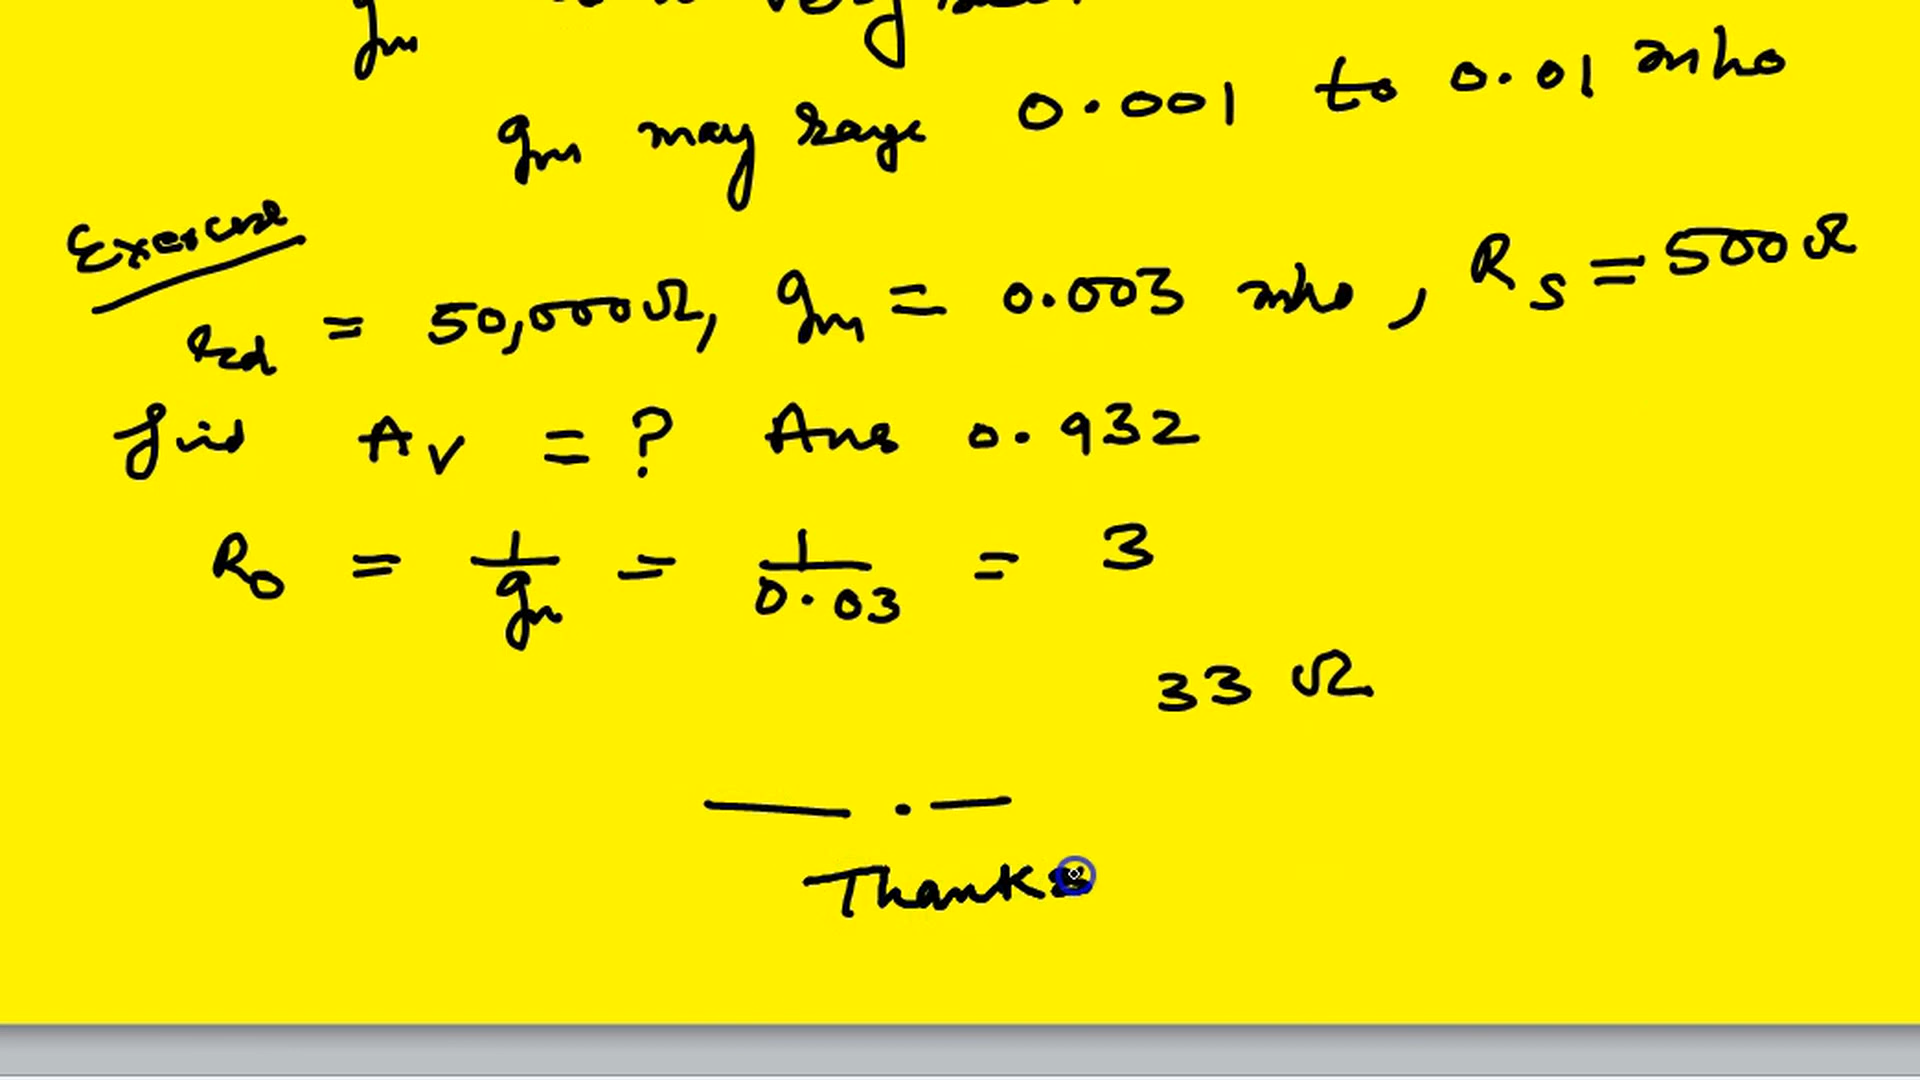 gm
gm may range 0.001 to 0.01 mho
Exercise
rd = 50,000Ω, gm = 0.003 mho, RS = 500Ω
find AV = ? Ans 0.932
RO = 1/gm = 1/0.03 = 3
33 Ω
— . —
Thanks